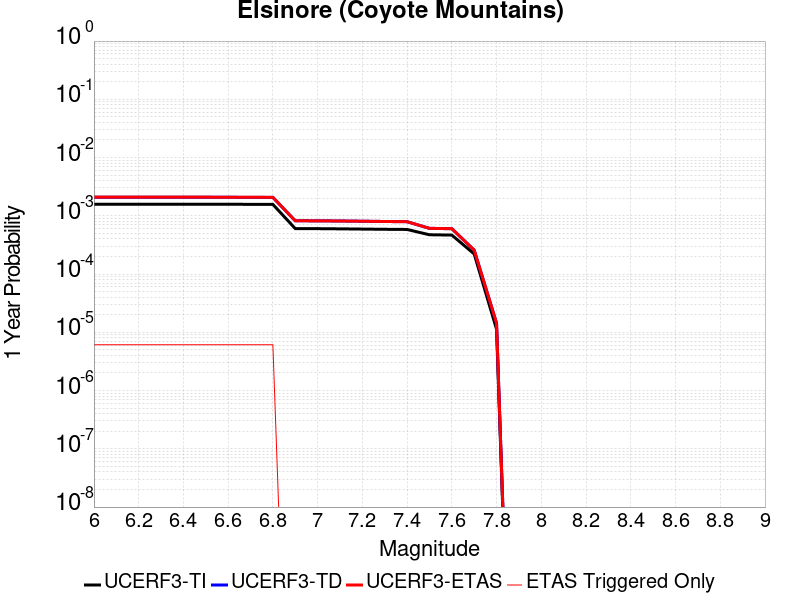 Elsinore (Coyote Mountains)
10^0
10^-1
10^-2
10^-3
10^-4
10^-5
10^-6
10^-7
10^-8
1 Year Probability
6 6.2 6.4 6.6 6.8 7 7.2 7.4 7.6 7.8 8 8.2 8.4 8.6 8.8 9
Magnitude
UCERF3-TI UCERF3-TD UCERF3-ETAS ETAS Triggered Only